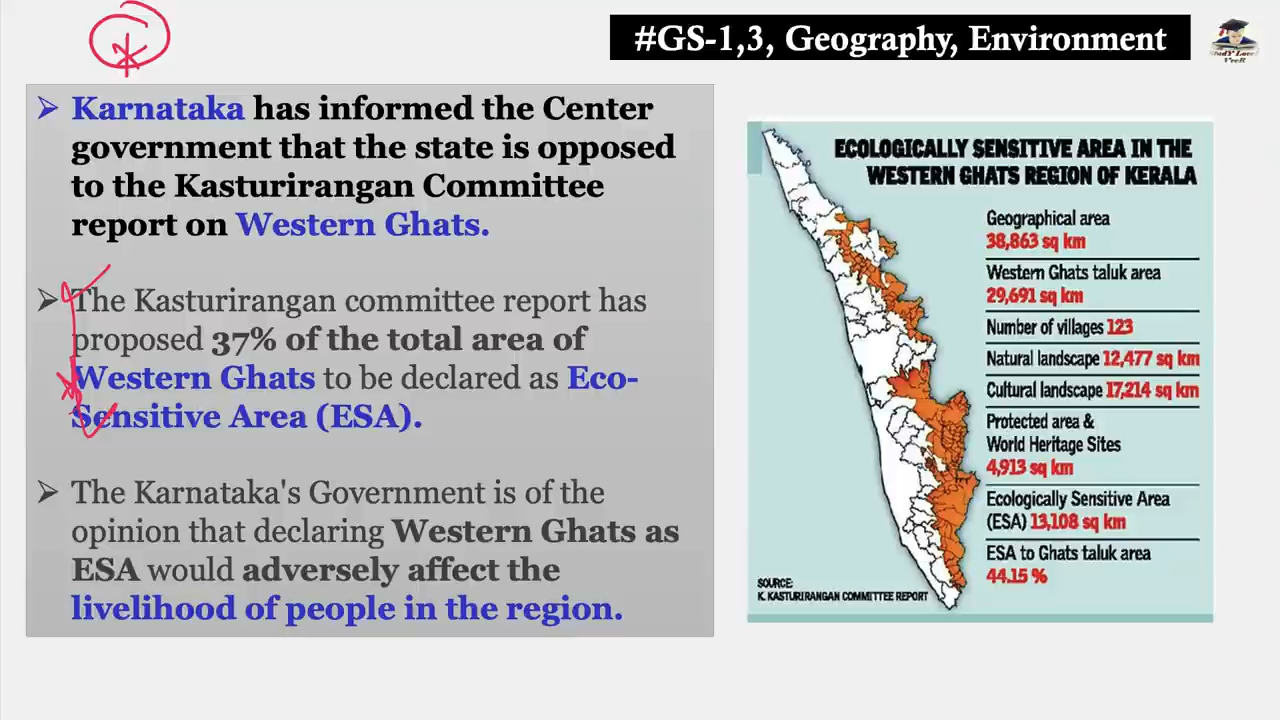 #GS-1,3, Geography, Environment
Karnataka has informed the Center
government that the state is opposed
to the Kasturirangan Committee
report on Western Ghats.
The Kasturirangan committee report has
proposed 37% of the total area of
Western Ghats to be declared as Eco-
Sensitive Area (ESA).
The Karnataka's Government is of the
opinion that declaring Western Ghats as
ESA would adversely affect the
livelihood of people in the region.
ECOLOGICALLY SENSITIVE AREA IN THE
WESTERN GHATS REGION OF KERALA
Geographical area
38,863 sq km
Western Ghats taluk area
29,691 sq km
Number of villages 123
Natural landscape 12,477 sq km
Cultural landscape 17,214 sq km
Protected area &
World Heritage Sites
4,913 sq km
Ecologically Sensitive Area
(ESA) 13,108 sq km
ESA to Ghats taluk area
44.15 %
SOURCE:
K. KASTURIRANGAN COMMITTEE REPORT